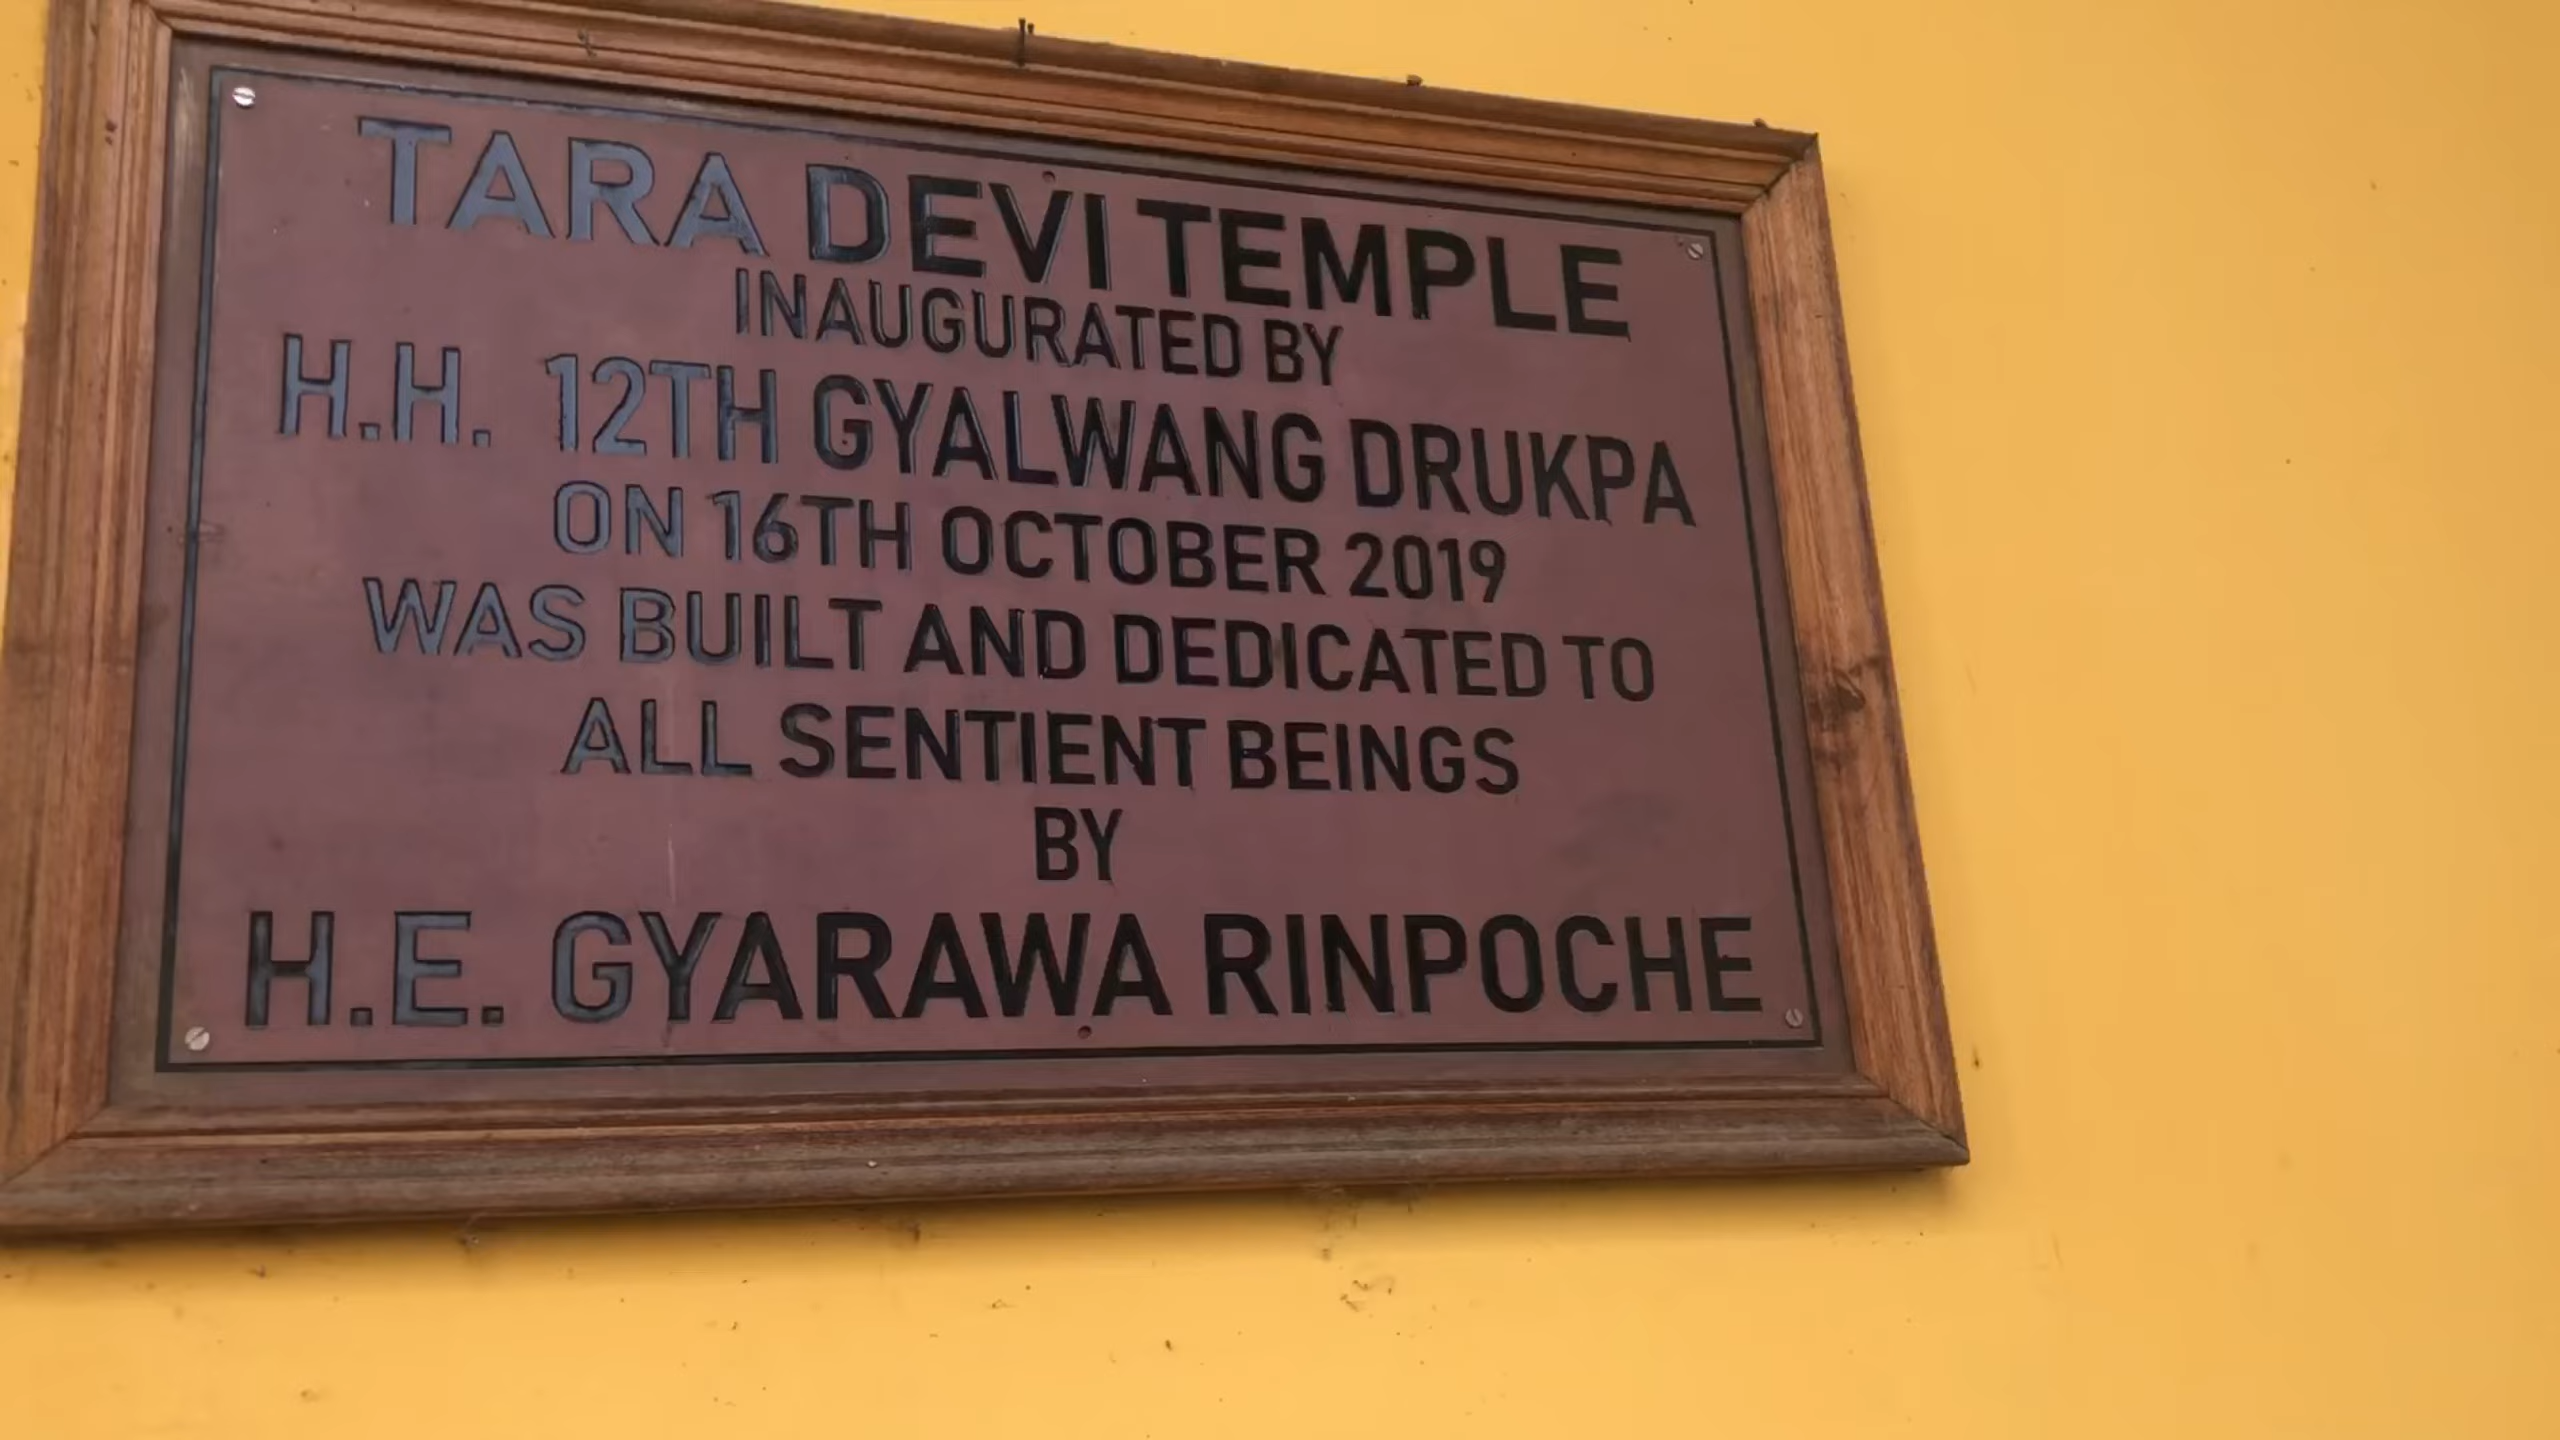 TARA DEVI TEMPLE
INAUGURATED BY
H.H. 12TH GYALWANG DRUKPA
ON 16TH OCTOBER 2019
WAS BUILT AND DEDICATED TO
ALL SENTIENT BEINGS
BY
H.E. GYARAWA RINPOCHE